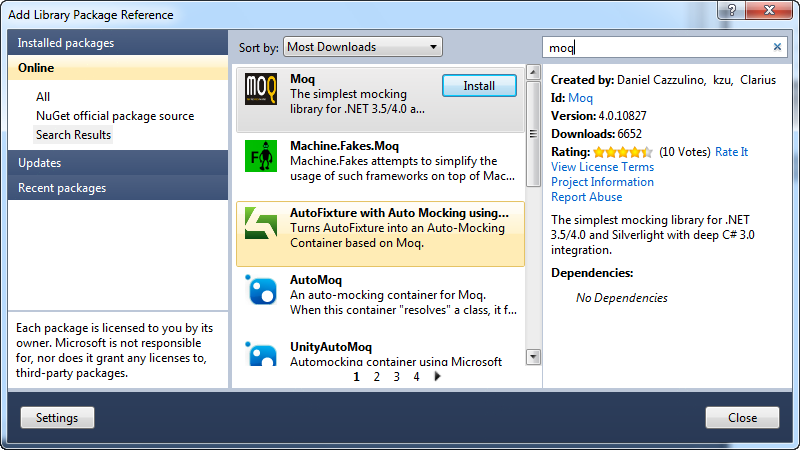 Add Library Package Reference
Installed packages
Online
All
NuGet official package source
Search Results
Updates
Recent packages
Each package is licensed to you by its
owner. Microsoft is not responsible
for, nor does it grant any licenses to,
third-party packages.
Sort by: Most Downloads
moq
Moq
The simplest mocking
library for .NET 3.5/4.0 a...
Install
Machine.Fakes.Moq
Machine.Fakes attempts to simplify the
usage of such frameworks on top of Mac...
AutoFixture with Auto Mocking using...
Turns AutoFixture into an Auto-Mocking
Container based on Moq.
AutoMoq
An auto-mocking container for Moq.
When this container "resolves" a class, it f...
UnityAutoMoq
Automocking container using Microsoft
1 2 3 4
Created by: Daniel Cazzulino, kzu, Clarius
Id: Moq
Version: 4.0.10827
Downloads: 6652
Rating: (10 Votes) Rate It
View License Terms
Project Information
Report Abuse
The simplest mocking library for .NET
3.5/4.0 and Silverlight with deep C# 3.0
integration.
Dependencies:
No Dependencies
Settings
Close